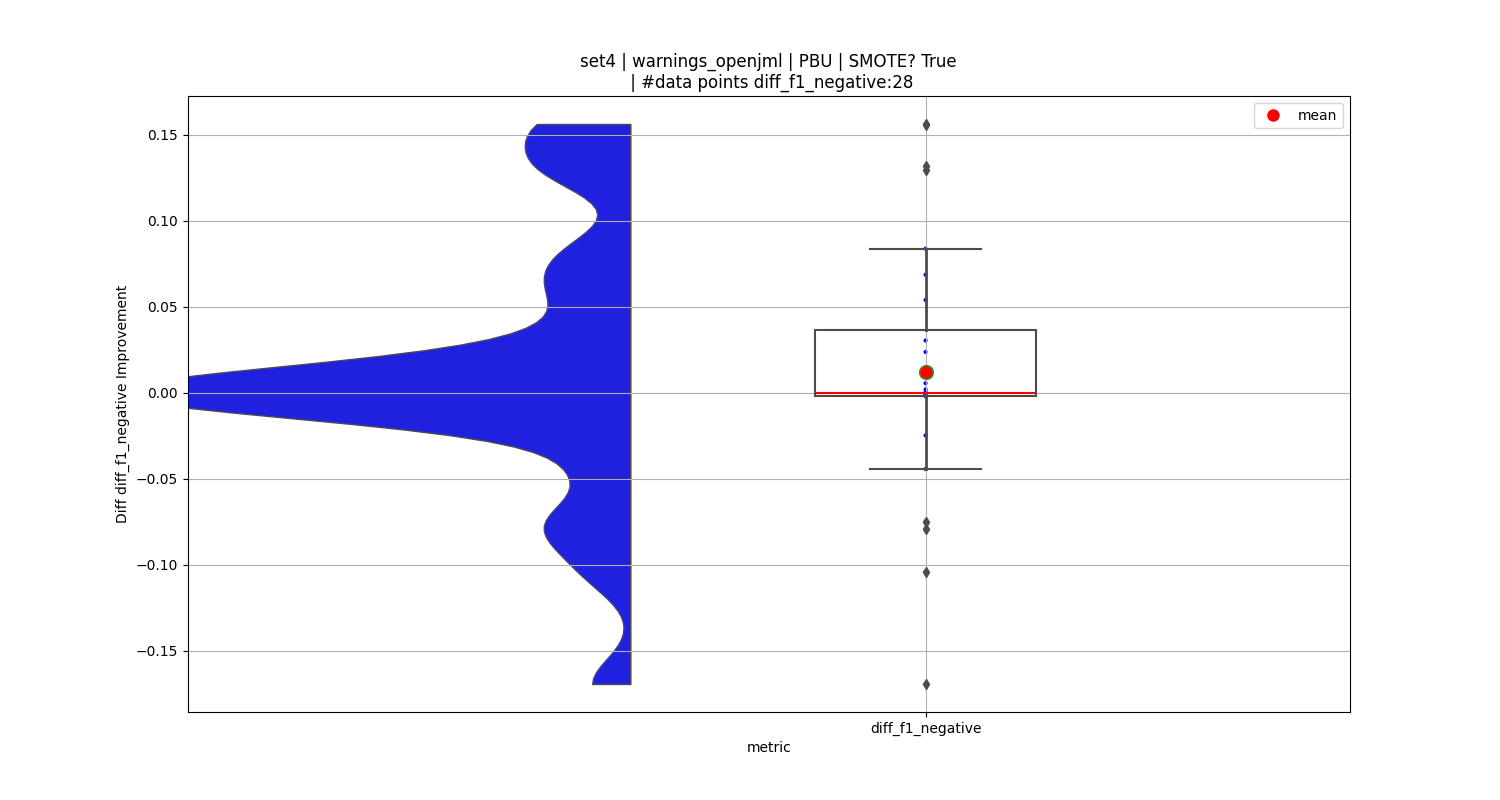 set4 | warnings_openjml | PBU | SMOTE? True
| #data points diff_f1_negative:28
mean
0.15
0.10
0.05
0.00
−0.05
−0.10
−0.15
Diff diff_f1_negative Improvement
diff_f1_negative
metric